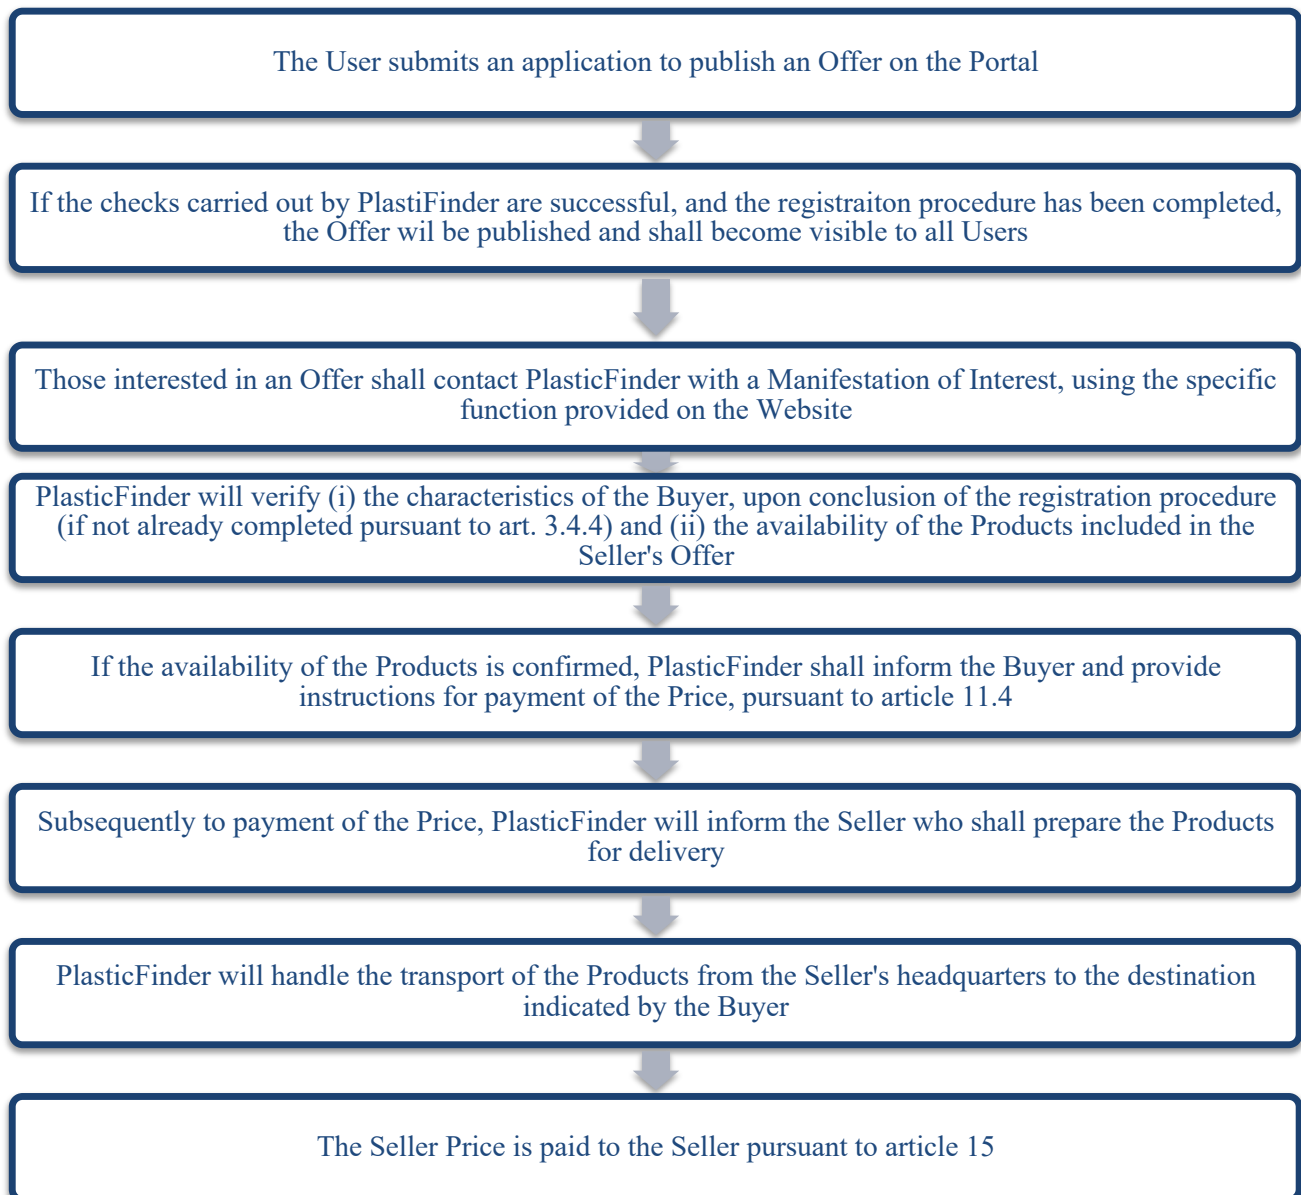 The User submits an application to publish an Offer on the Portal
If the checks carried out by PlastiFinder are successful, and the registraiton procedure has been completed,
the Offer wil be published and shall become visible to all Users
Those interested in an Offer shall contact PlasticFinder with a Manifestation of Interest, using the specific
function provided on the Website
PlasticFinder will verify (i) the characteristics of the Buyer, upon conclusion of the registration procedure
(if not already completed pursuant to art. 3.4.4) and (ii) the availability of the Products included in the
Seller's Offer
If the availability of the Products is confirmed, PlasticFinder shall inform the Buyer and provide
instructions for payment of the Price, pursuant to article 11.4
Subsequently to payment of the Price, PlasticFinder will inform the Seller who shall prepare the Products
for delivery
PlasticFinder will handle the transport of the Products from the Seller's headquarters to the destination
indicated by the Buyer
The Seller Price is paid to the Seller pursuant to article 15